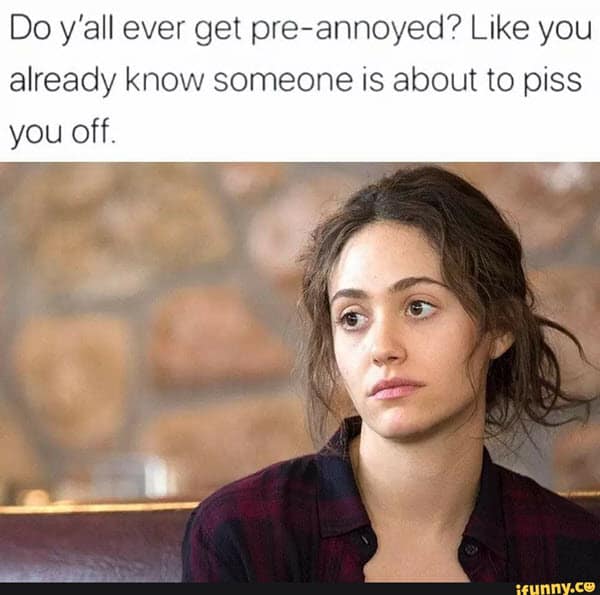 Do y'all ever get pre-annoyed? Like you
already know someone is about to piss
you off.
ifunny.co